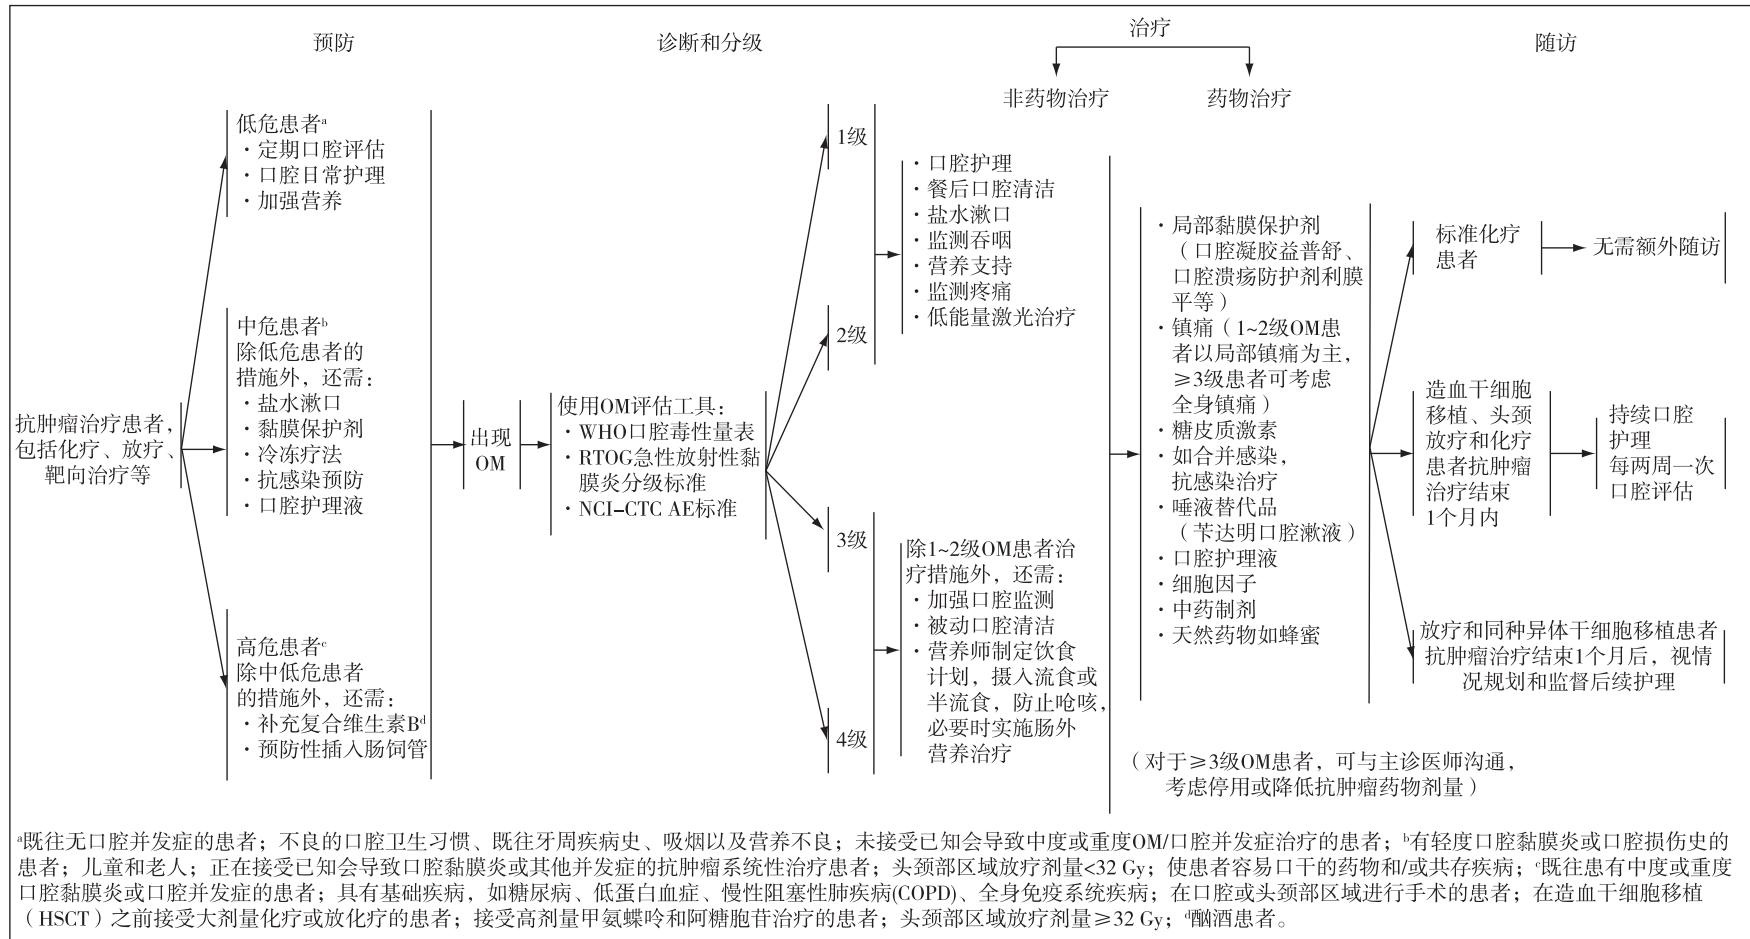 预防
诊断和分级
治疗
非药物治疗
药物治疗
随访
抗肿瘤治疗患者，
包括化疗、放疗、
靶向治疗等
低危患者ᵃ
·定期口腔评估
·口腔日常护理
·加强营养
中危患者ᵇ
除低危患者的
措施外，还需：
·盐水漱口
·黏膜保护剂
·冷冻疗法
·抗感染预防
·口腔护理液
高危患者ᶜ
除中低危患者
的措施外，还需：
·补充复合维生素Bᵈ
·预防性插入肠饲管
出现
OM
使用OM评估工具：
·WHO口腔毒性量表
·RTOG急性放射性黏
膜炎分级标准
·NCI-CTC AE标准
1级
2级
3级
4级
·口腔护理
·餐后口腔清洁
·盐水漱口
·监测吞咽
·营养支持
·监测疼痛
·低能量激光治疗
除1~2级OM患者治
疗措施外，还需：
·加强口腔监测
·被动口腔清洁
·营养师制定饮食
计划，摄入流食或
半流食，防止呛咳，
必要时实施肠外
营养治疗
·局部黏膜保护剂
（口腔凝胶益普舒、
口腔溃疡防护剂利膜
平等）
·镇痛（1~2级OM患
者以局部镇痛为主，
≥3级患者可考虑
全身镇痛）
·糖皮质激素
·如合并感染，
抗感染治疗
·唾液替代品
（苄达明口腔漱液）
·口腔护理液
·细胞因子
·中药制剂
·天然药物如蜂蜜
（对于≥3级OM患者，可与主诊医师沟通，
考虑停用或降低抗肿瘤药物剂量）
标准化疗
患者
无需额外随访
造血干细胞
移植、头颈
放疗和化疗
患者抗肿瘤
治疗结束
1个月内
持续口腔
护理
每两周一次
口腔评估
放疗和同种异体干细胞移植患者
抗肿瘤治疗结束1个月后，视情
况规划和监督后续护理
ᵃ既往无口腔并发症的患者；不良的口腔卫生习惯、既往牙周疾病史、吸烟以及营养不良；未接受已知会导致中度或重度OM/口腔并发症治疗的患者；ᵇ有轻度口腔黏膜炎或口腔损伤史的
患者；儿童和老人；正在接受已知会导致口腔黏膜炎或其他并发症的抗肿瘤系统性治疗患者；头颈部区域放疗剂量<32 Gy；使患者容易口干的药物和/或共存疾病；ᶜ既往患有中度或重度
口腔黏膜炎或口腔并发症的患者；具有基础疾病，如糖尿病、低蛋白血症、慢性阻塞性肺疾病(COPD)、全身免疫系统疾病；在口腔或头颈部区域进行手术的患者；在造血干细胞移植
（HSCT）之前接受大剂量化疗或放化疗的患者；接受高剂量甲氨蝶呤和阿糖胞苷治疗的患者；头颈部区域放疗剂量≥32 Gy；ᵈ酗酒患者。